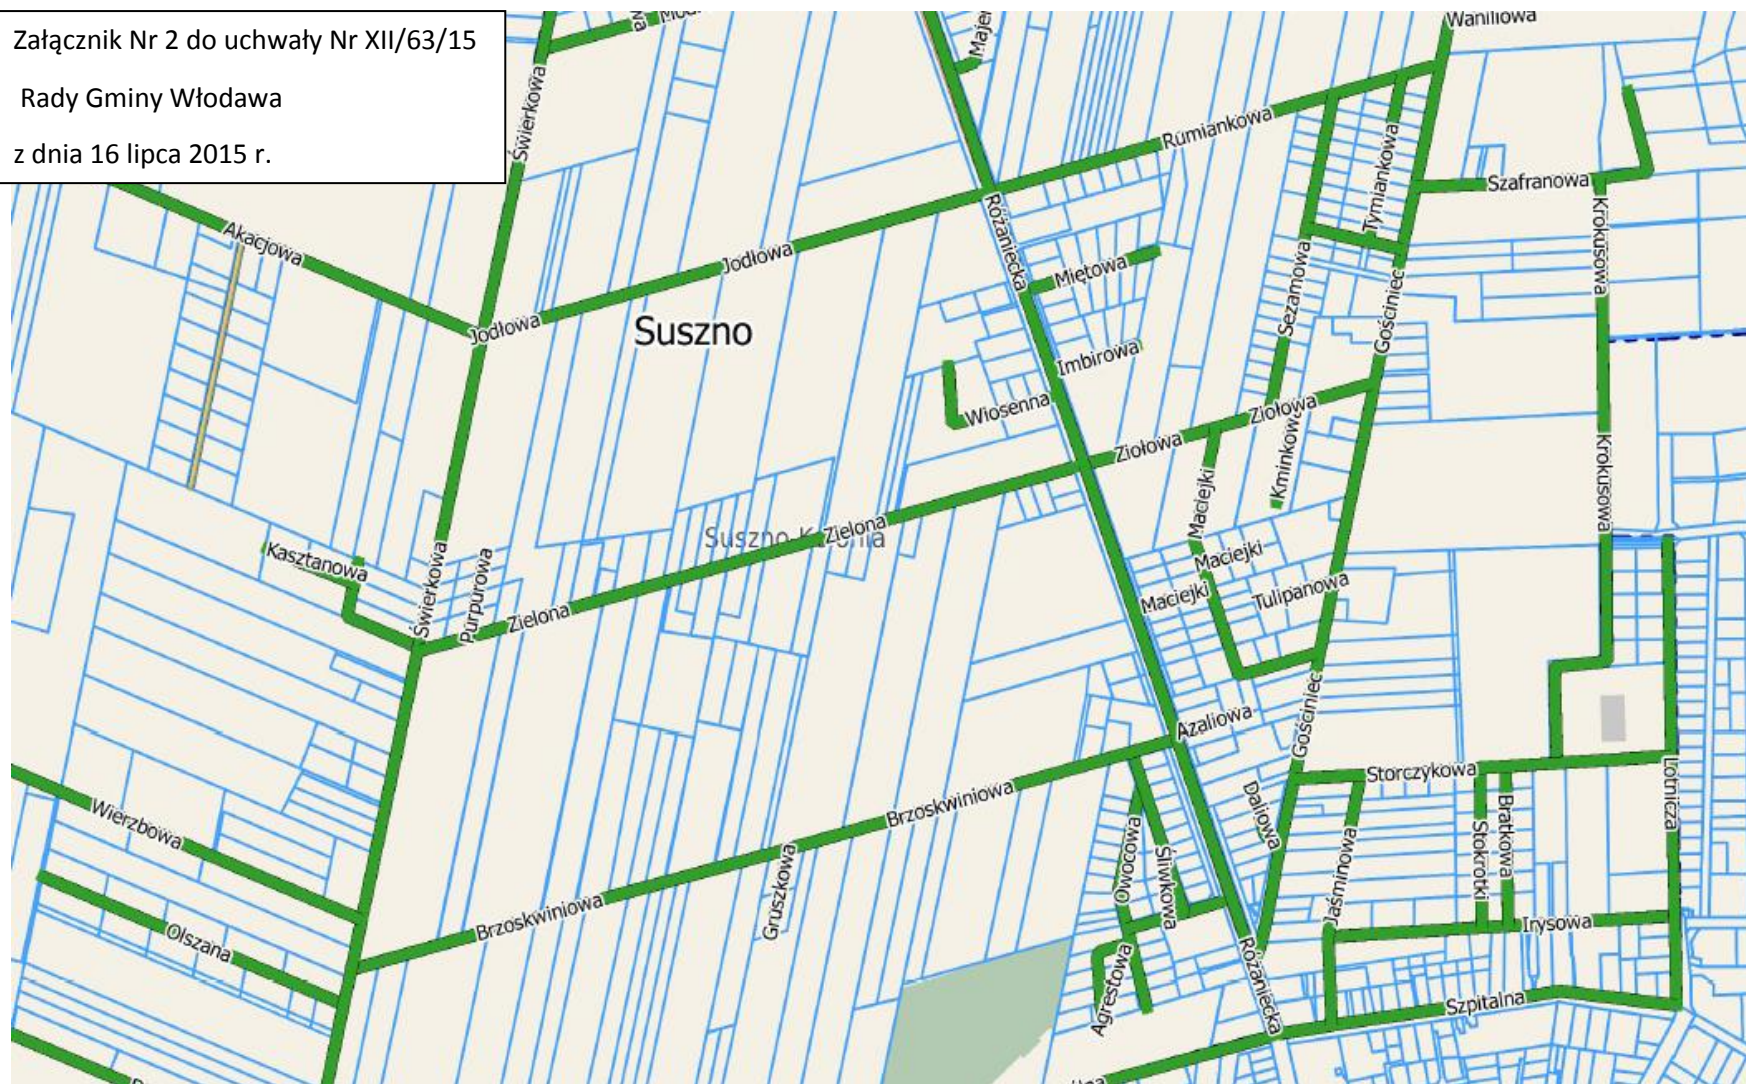 Załącznik Nr 2 do uchwały Nr XII/63/15
Rady Gminy Włodawa
z dnia 16 lipca 2015 r.
Waniliowa
Świerkowa
Rumiankowa
Tymiankowa
Szafranowa
Krokusowa
Różaniecka
Akacjowa
Jodłowa
Jodłowa
Miętowa
Sezamowa
Gościniec
Suszno
Imbirowa
Wiosenna
Ziołowa
Ziołowa
Kminkowa
Krokusowa
Maciejki
Suszno-Kolonia
Zielona
Kasztanowa
Świerkowa
Purpurowa
Zielona
Maciejki
Maciejki
Tulipanowa
Azaliowa
Gościniec
Storczykowa
Lotnicza
Daliowa
Brzoskwiniowa
Wierzbowa
Owocowa
Śliwkowa
Jaśminowa
Stokrotki
Bratkowa
Gruszkowa
Brzoskwiniowa
Olszana
Irysowa
Agrestowa
Różaniecka
Szpitalna